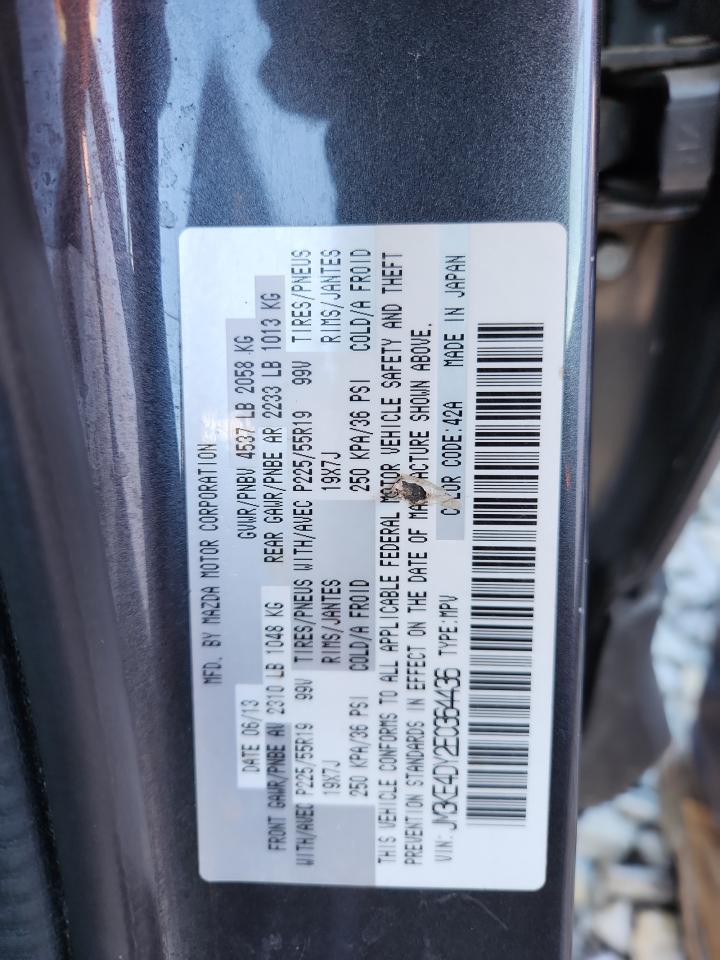 MFD. BY MAZDA MOTOR CORPORATION
DATE 06/13 GVWR/PNBV 4537 LB 2058 KG
FRONT GAWR/PNBE AV 2310 LB 1048 KG REAR GAWR/PNBE AR 2233 LB 1013 KG
WITH/AVEC P225/55R19 99V TIRES/PNEUS WITH/AVEC P225/55R19 99V TIRES/PNEUS
19X7J RIMS/JANTES 19X7J RIMS/JANTES
250 KPA/36 PSI COLD/A FROID 250 KPA/36 PSI COLD/A FROID
THIS VEHICLE CONFORMS TO ALL APPLICABLE FEDERAL MOTOR VEHICLE SAFETY AND THEFT
PREVENTION STANDARDS IN EFFECT ON THE DATE OF MANUFACTURE SHOWN ABOVE.
VIN: JM3KE4DY2E0364436 TYPE:MPV COLOR CODE:42A MADE IN JAPAN